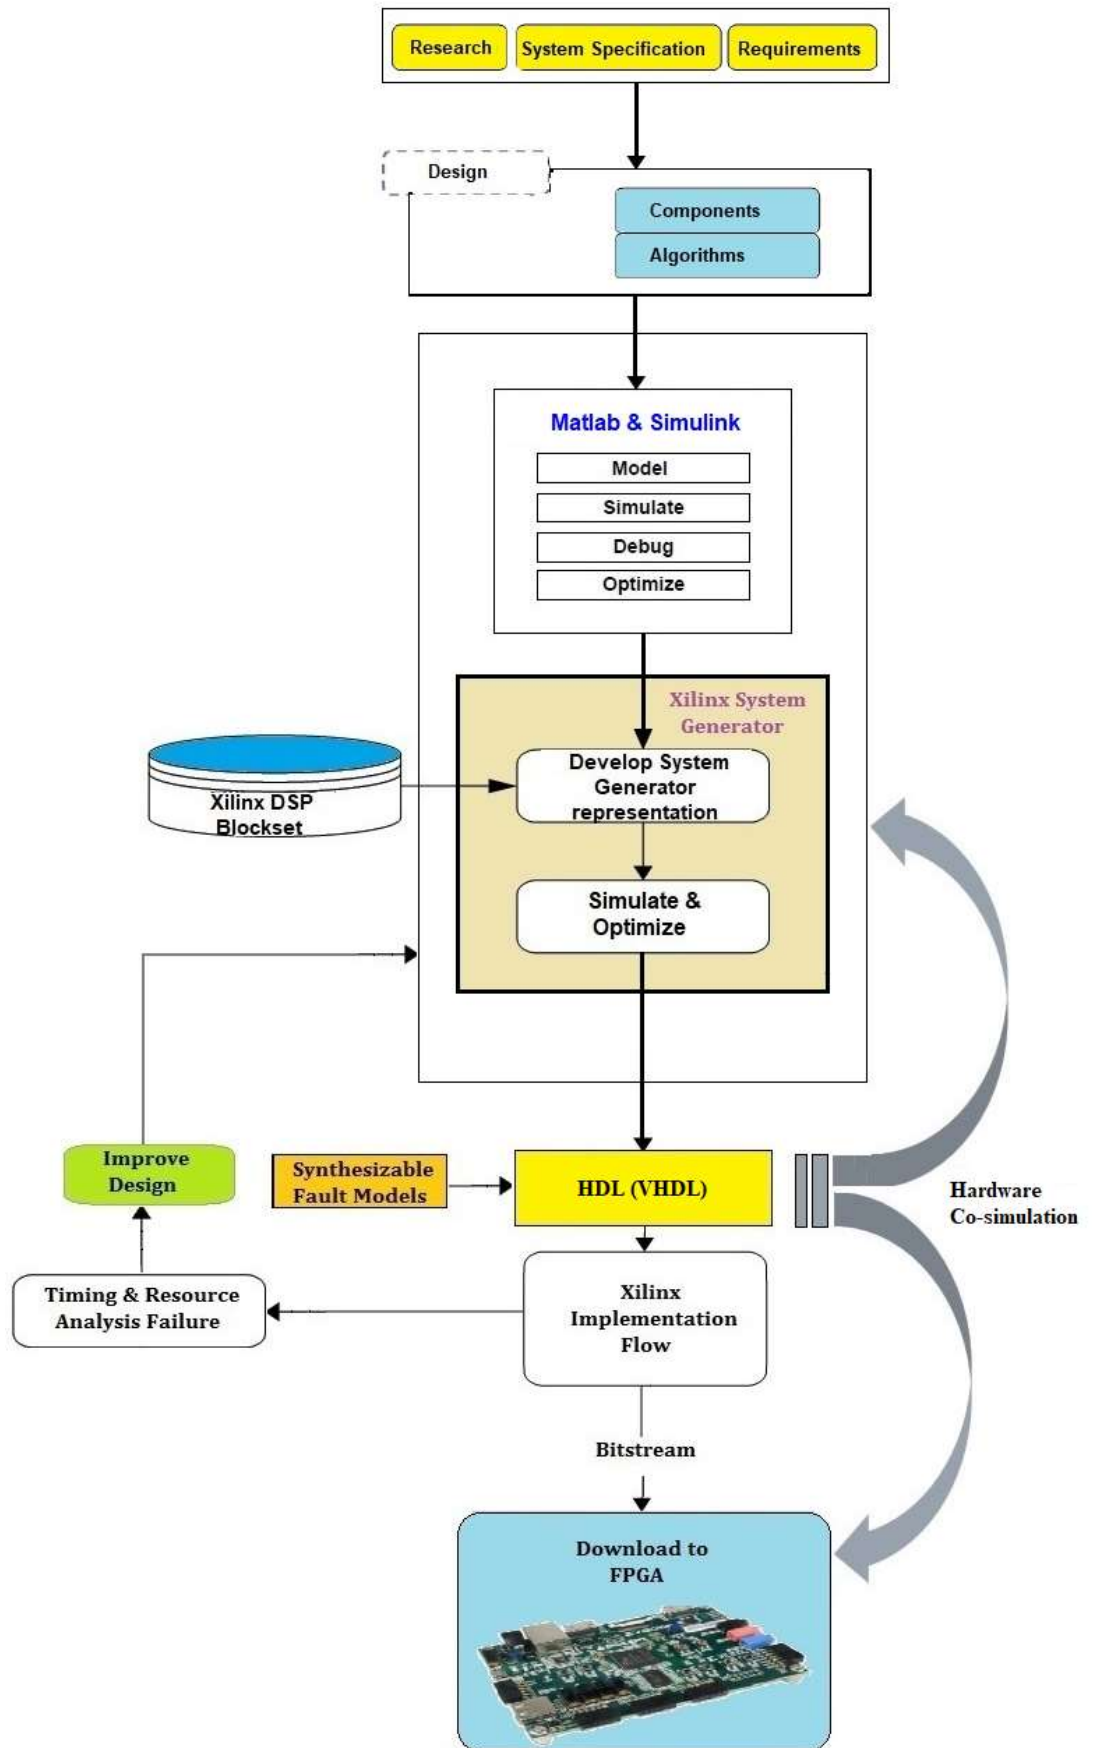 Research
System Specification
Requirements
Design
Components
Algorithms
Matlab & Simulink
Model
Simulate
Debug
Optimize
Xilinx System
Generator
Develop System
Generator
representation
Xilinx DSP
Blockset
Simulate &
Optimize
Improve
Design
Synthesizable
Fault Models
HDL (VHDL)
Hardware
Co-simulation
Timing & Resource
Analysis Failure
Xilinx
Implementation
Flow
Bitstream
Download to
FPGA